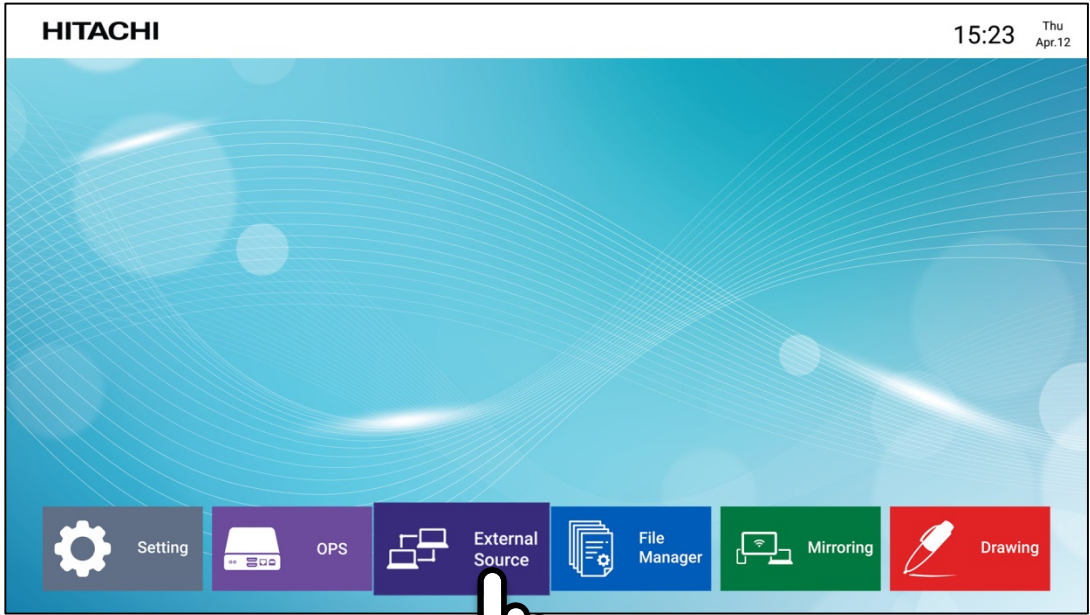 HITACHI
15:23
Thu
Apr.12
Setting
OPS
External
Source
File
Manager
Mirroring
Drawing